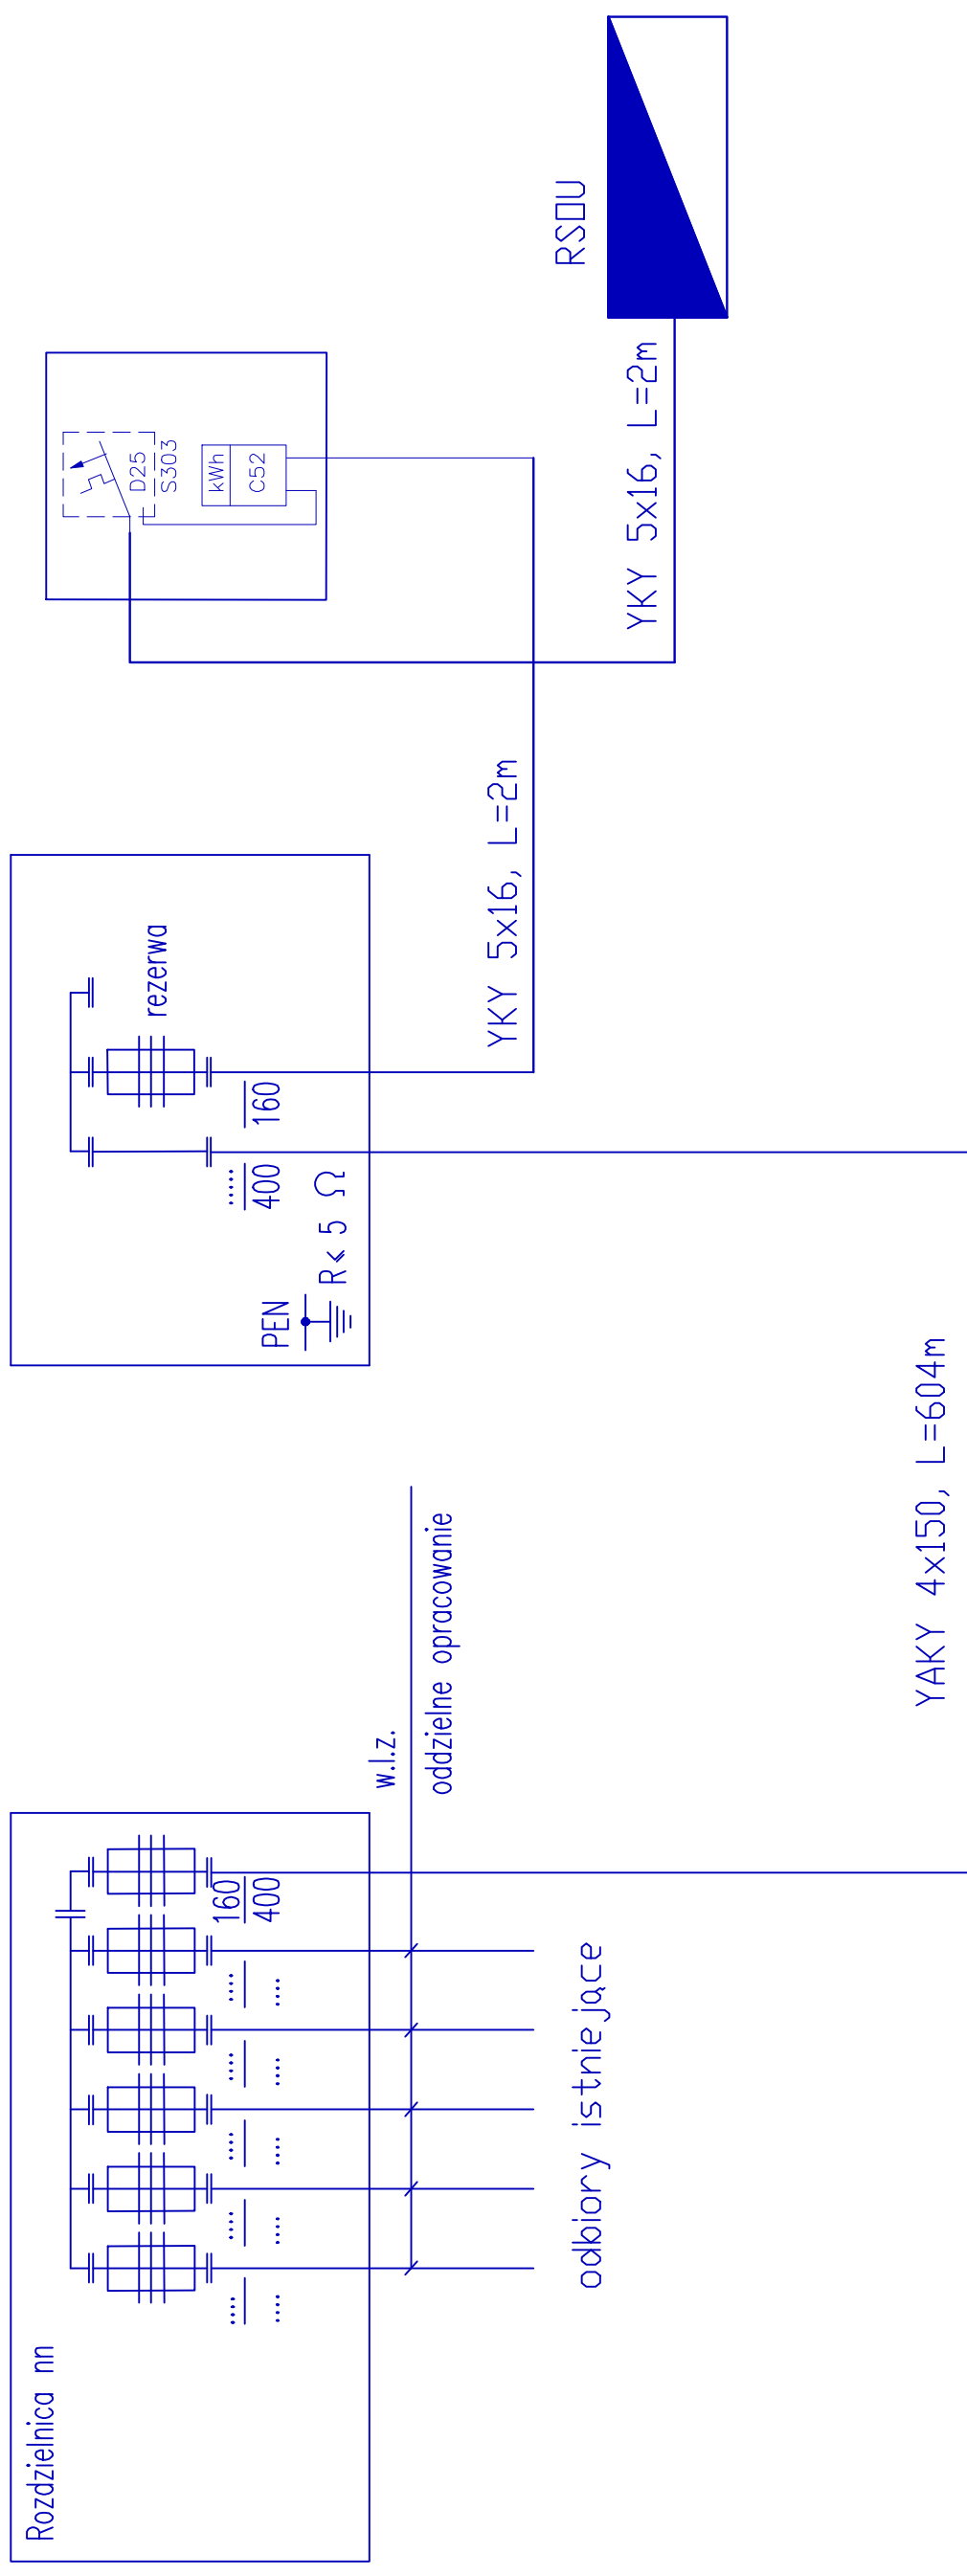 Rozdzielnica nn
.....
....
.....
....
.....
....
.....
....
.....
....
160
400
w.l.z.
oddzielne opracowanie
odbiory istniejące
YAKY 4x150, L=604m
PEN
R< 5 Ω
.....
400
160
rezerwa
YKY 5x16, L=2m
D25
S303
kWh
C52
YKY 5x16, L=2m
RSOU